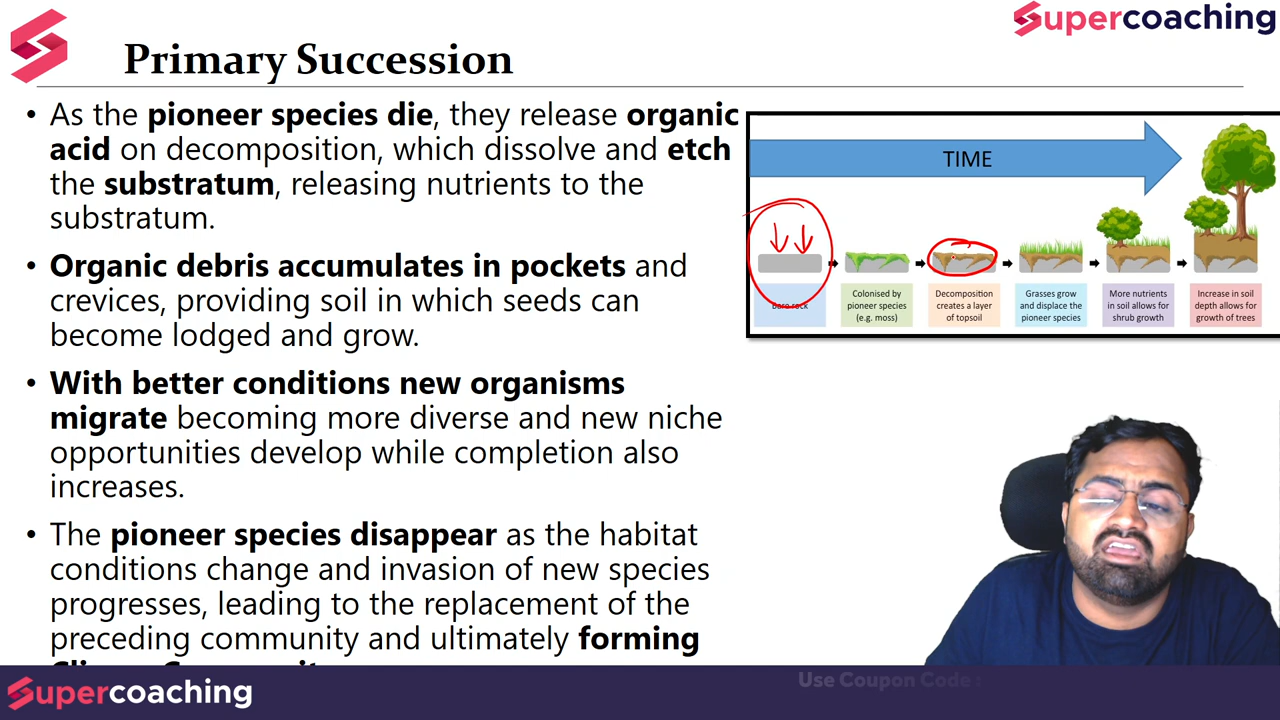 Supercoaching
Primary Succession
• As the pioneer species die, they release organic
acid on decomposition, which dissolve and etch
the substratum, releasing nutrients to the
substratum.
• Organic debris accumulates in pockets and
crevices, providing soil in which seeds can
become lodged and grow.
• With better conditions new organisms
migrate becoming more diverse and new niche
opportunities develop while completion also
increases.
• The pioneer species disappear as the habitat
conditions change and invasion of new species
progresses, leading to the replacement of the
preceding community and ultimately forming
TIME
Bare rock
Colonised by
pioneer species
(e.g. moss)
Decomposition
creates a layer
of topsoil
Grasses grow
and displace the
pioneer species
More nutrients
in soil allows for
shrub growth
Increase in soil
depth allows for
growth of trees
Supercoaching
Use Coupon Code :